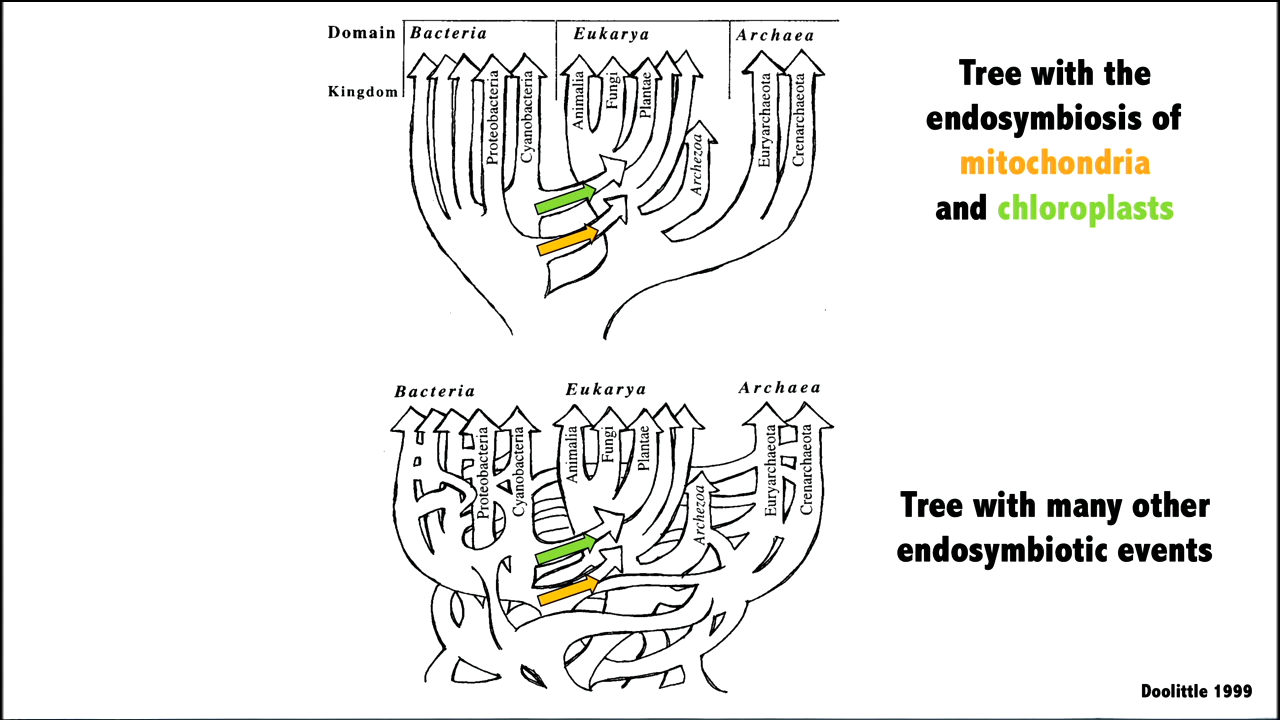 Domain
Bacteria
Eukarya
Archaea
Kingdom
Proteobacteria
Cyanobacteria
Animalia
Fungi
Plantae
Archezoa
Euryarchaeota
Crenarchaeota
Tree with the
endosymbiosis of
mitochondria
and chloroplasts
Bacteria
Eukarya
Archaea
Proteobacteria
Cyanobacteria
Animalia
Fungi
Plantae
Archezoa
Euryarchaeota
Crenarchaeota
Tree with many other
endosymbiotic events
Doolittle 1999